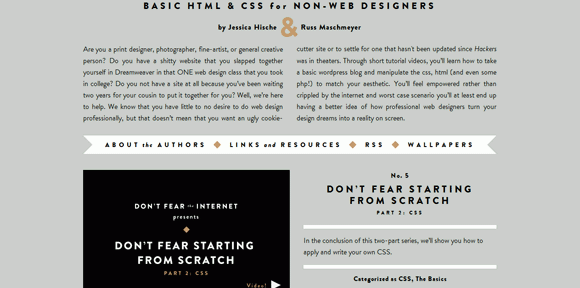 BASIC HTML & CSS for NON-WEB DESIGNERS
by Jessica Hische & Russ Maschmeyer
Are you a print designer, photographer, fine-artist, or general creative
person? Do you have a shitty website that you slapped together
yourself in Dreamweaver in that ONE web design class that you took
in college? Do you not have a site at all because you've been waiting
two years for your cousin to put it together for you? Well, we're here
to help. We know that you have little to no desire to do web design
professionally, but that doesn't mean that you want an ugly cookie-
cutter site or to settle for one that hasn't been updated since Hackers
was in theaters. Through short tutorial videos, you'll learn how to take
a basic wordpress blog and manipulate the css, html (and even some
php!) to match your aesthetic. You'll feel empowered rather than
crippled by the internet and worst case scenario you'll at least end up
having a better idea of how professional web designers turn your
design dreams into a reality on screen.
ABOUT the AUTHORS LINKS and RESOURCES RSS WALLPAPERS
DON'T FEAR the INTERNET
presents
DON'T FEAR STARTING
FROM SCRATCH
PART 2: CSS
Video!
No. 5
DON'T FEAR STARTING
FROM SCRATCH
PART 2: CSS
In the conclusion of this two-part series, we'll show you how to
apply and write your own CSS.
Categorized as CSS, The Basics